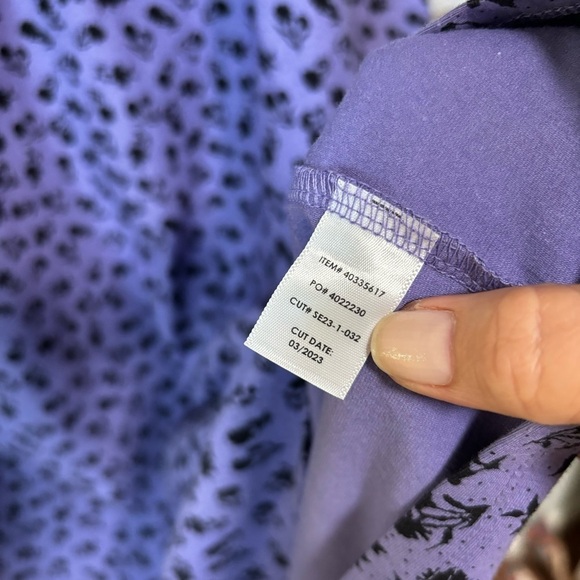 ITEM# 40335617
PO# 4022230
CUT# SE23-1-032
CUT DATE:
03/2023